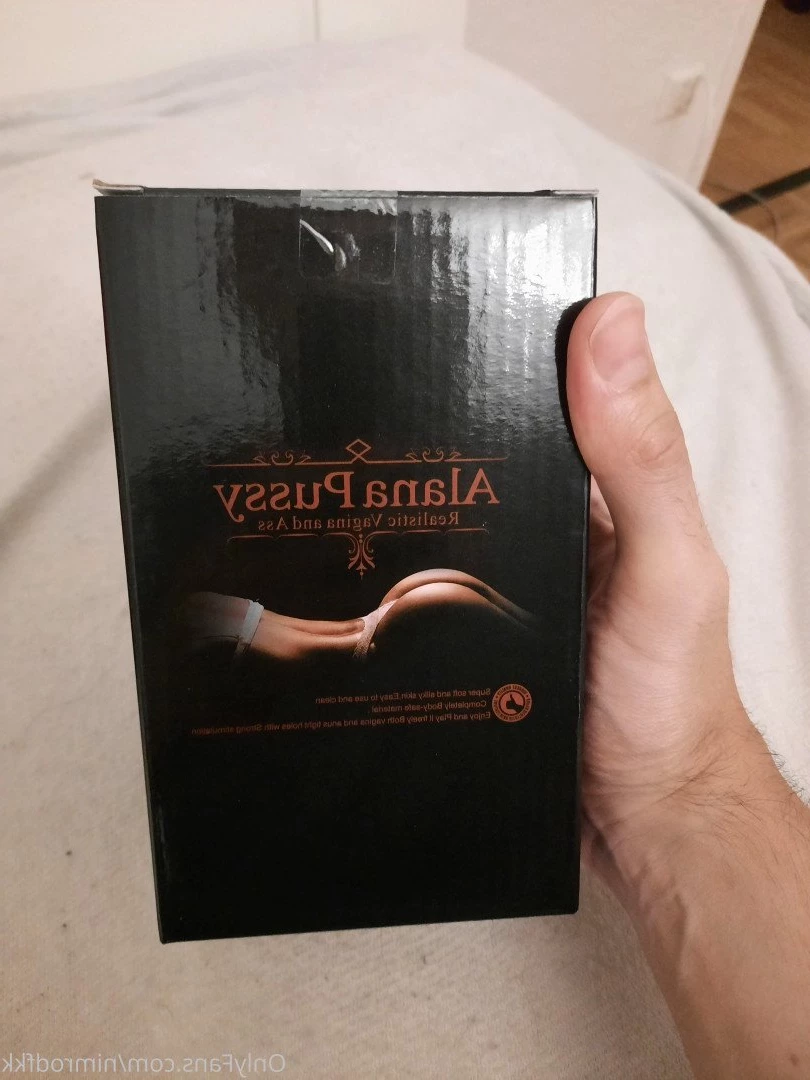 Alana Pussy
Realistic Vagina and Ass
Super soft and silky skin.Easy to use and clean
Completely Body-safe material .
Enjoy and Play it freely Both vagina and anus tight holes with Strong stimulation
OnlyFans.com/nimrodfkk